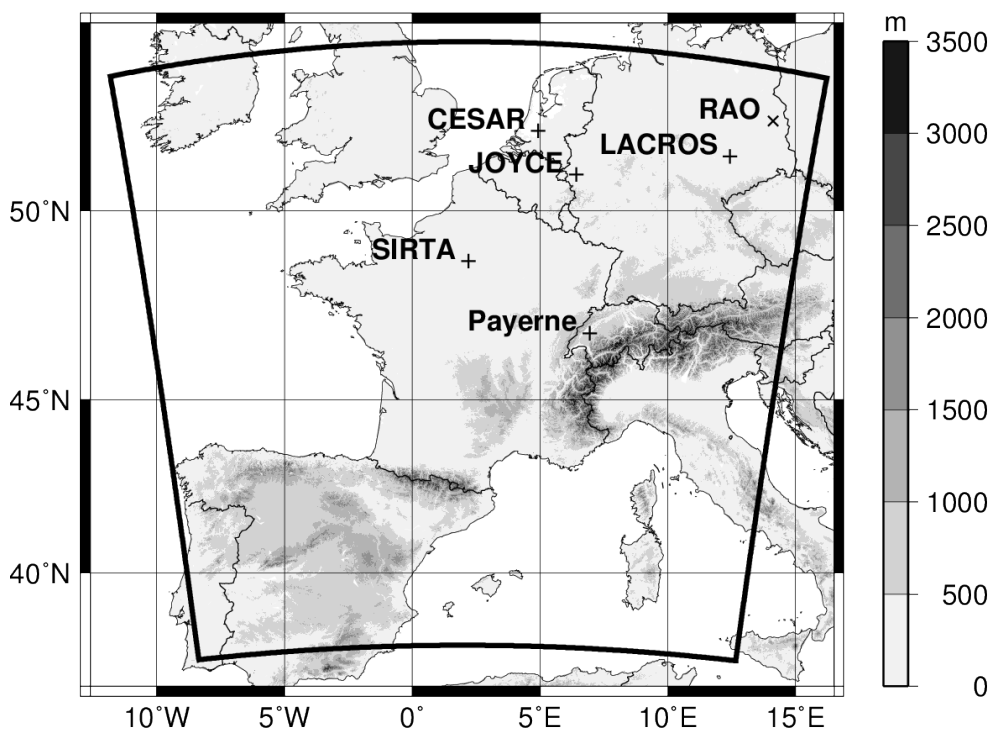 m
3500
RAO
CESAR
3000
LACROS
JOYCE
50˚N
2500
SIRTA
2000
Payerne
45˚N
1500
1000
40˚N
500
0
10˚W
5˚W
0˚
5˚E
10˚E
15˚E